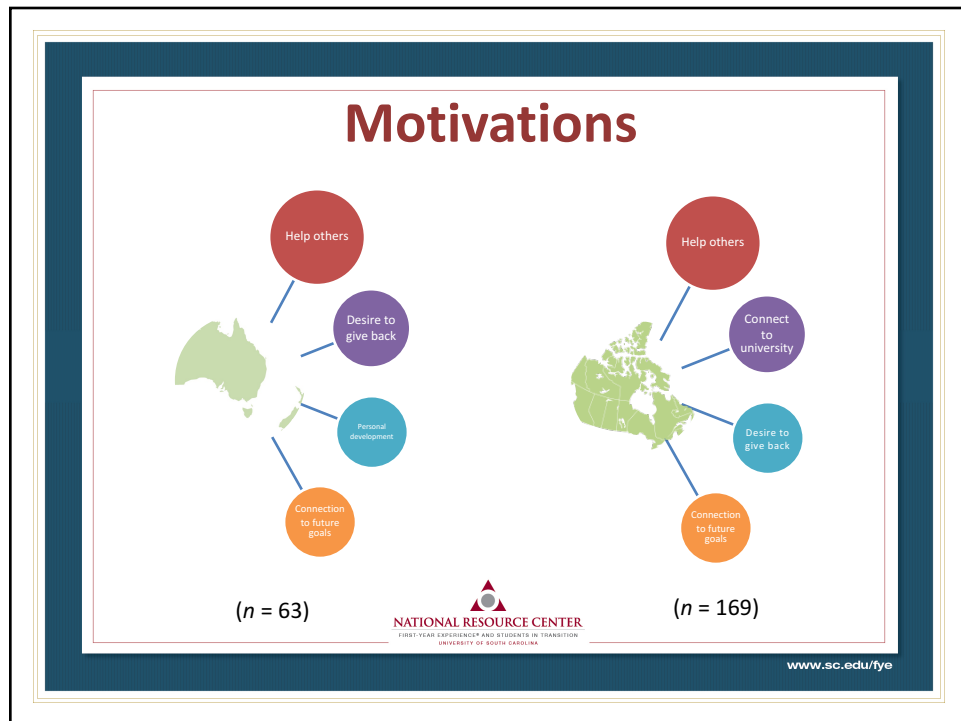 Motivations
Help others
Desire to
give back
Personal
development
Connection
to future
goals
(n = 63)
Help others
Connect
to
university
Desire to
give back
Connection
to future
goals
(n = 169)
NATIONAL RESOURCE CENTER
FIRST-YEAR EXPERIENCE® AND STUDENTS IN TRANSITION
UNIVERSITY OF SOUTH CAROLINA
www.sc.edu/fye